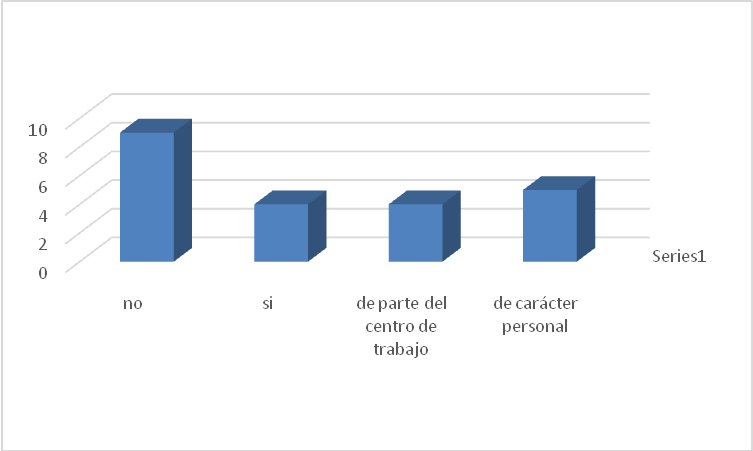 10
8
6
4
2
0
Series1
no
si
de parte del
centro de
trabajo
de carácter
personal